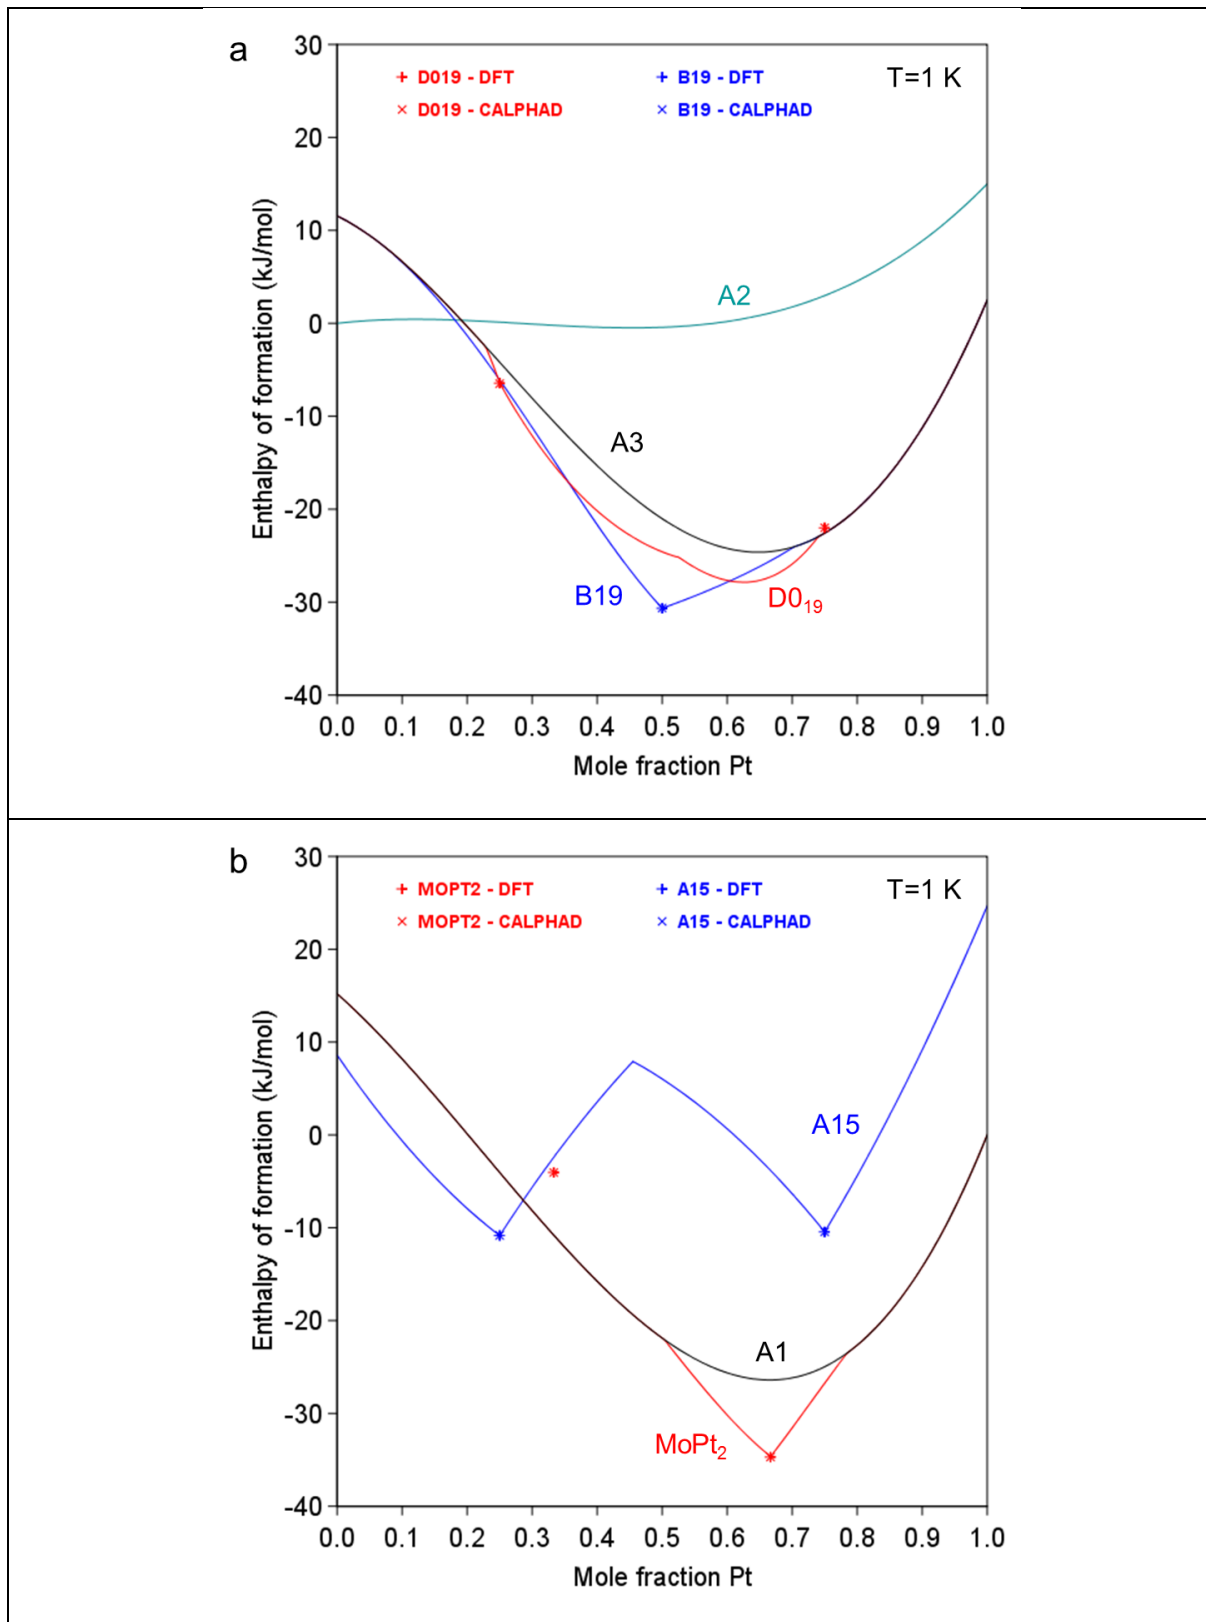 a
30
20
10
0
-10
-20
-30
-40
Enthalpy of formation (kJ/mol)
+ D019 - DFT
× D019 - CALPHAD
+ B19 - DFT
× B19 - CALPHAD
T=1 K
A2
A3
B19
D0₁₉
0.0 0.1 0.2 0.3 0.4 0.5 0.6 0.7 0.8 0.9 1.0
Mole fraction Pt
b
30
20
10
0
-10
-20
-30
-40
Enthalpy of formation (kJ/mol)
+ MOPT2 - DFT
× MOPT2 - CALPHAD
+ A15 - DFT
× A15 - CALPHAD
T=1 K
A15
A1
MoPt₂
0.0 0.1 0.2 0.3 0.4 0.5 0.6 0.7 0.8 0.9 1.0
Mole fraction Pt